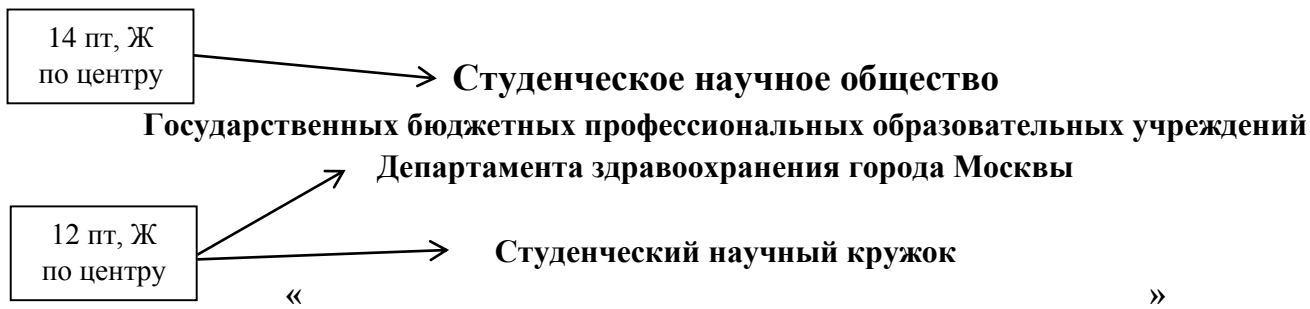 14 пт, Ж
по центру
Студенческое научное общество
Государственных бюджетных профессиональных образовательных учреждений
Департамента здравоохранения города Москвы
12 пт, Ж
по центру
Студенческий научный кружок
« »